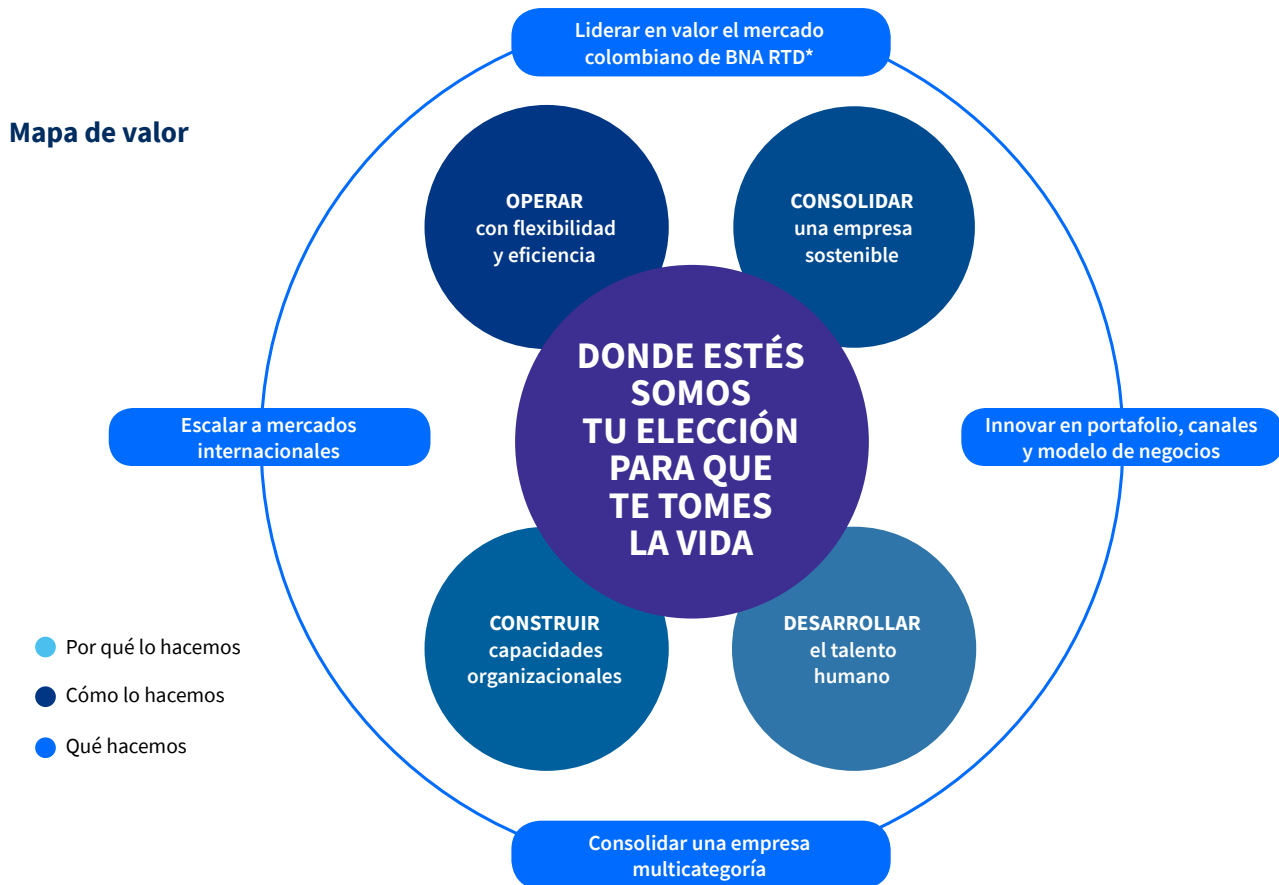 Liderar en valor el mercado
colombiano de BNA RTD*
Mapa de valor
OPERAR
con flexibilidad
y eficiencia
CONSOLIDAR
una empresa
sostenible
DONDE ESTÉS
SOMOS
TU ELECCIÓN
PARA QUE
TE TOMES
LA VIDA
Escalar a mercados
internacionales
Innovar en portafolio, canales
y modelo de negocios
CONSTRUIR
capacidades
organizacionales
DESARROLLAR
el talento
humano
Por qué lo hacemos
Cómo lo hacemos
Qué hacemos
Consolidar una empresa
multicategoría